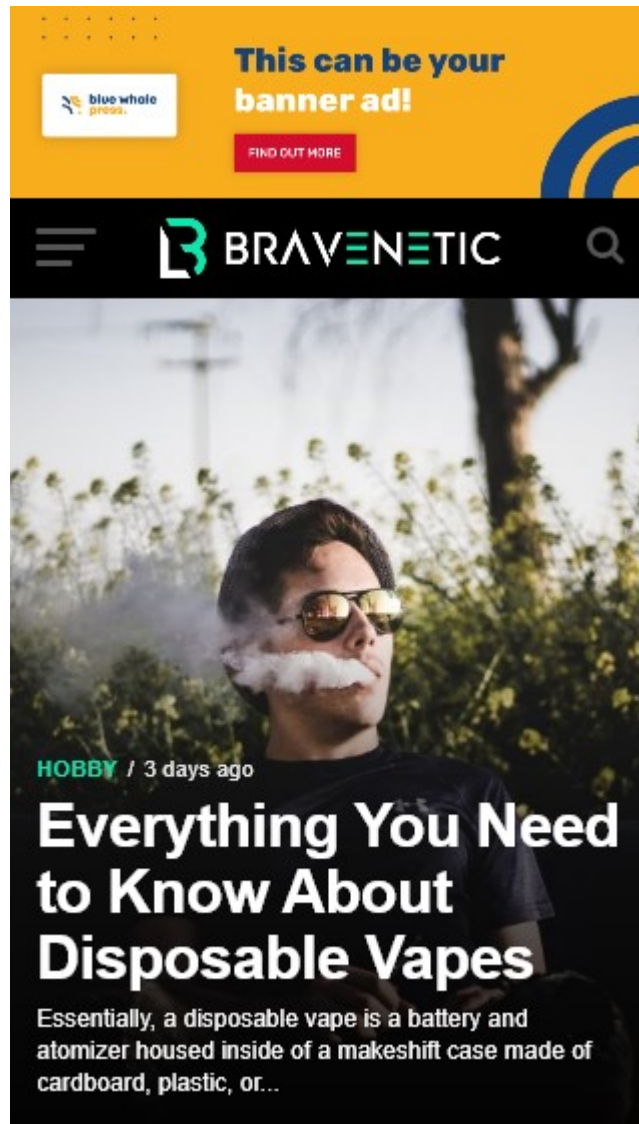 This can be your
banner ad!
blue whale
press.
FIND OUT MORE
BRAVENETIC
HOBBY / 3 days ago
Everything You Need
to Know About
Disposable Vapes
Essentially, a disposable vape is a battery and
atomizer housed inside of a makeshift case made of
cardboard, plastic, or...